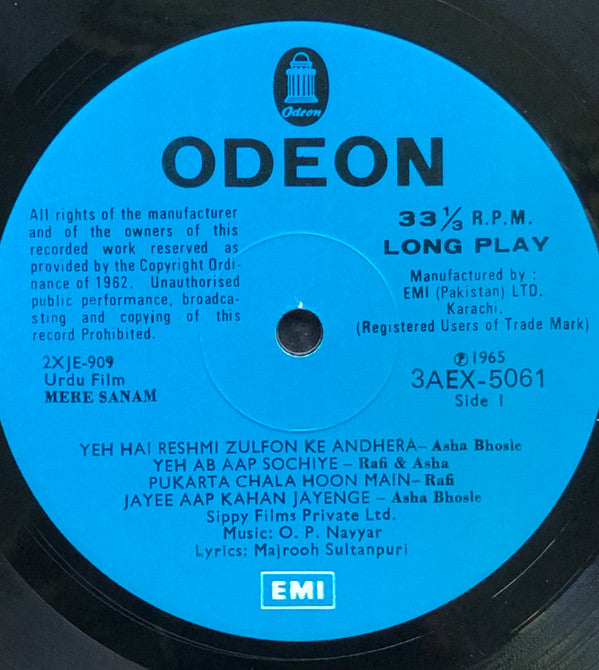 Odeon
ODEON
All rights of the manufacturer
and of the owners of this
recorded work reserved as
provided by the Copyright Ordi-
nance of 1962. Unauthorised
public performance, broadca-
sting and copying of this
record Prohibited.
33 1/3 R.P.M.
LONG PLAY
Manufactured by :
EMI (Pakistan) LTD.
Karachi.
(Registered Users of Trade Mark)
2XJE-909
Urdu Film
MERE SANAM
℗ 1965
3AEX-5061
Side I
YEH HAI RESHMI ZULFON KE ANDHERA– Asha Bhosle
YEH AB AAP SOCHIYE – Rafi & Asha
PUKARTA CHALA HOON MAIN– Rafi
JAYEE AAP KAHAN JAYENGE – Asha Bhosle
Sippy Films Private Ltd.
Music: O. P. Nayyar
Lyrics: Majrooh Sultanpuri
EMI